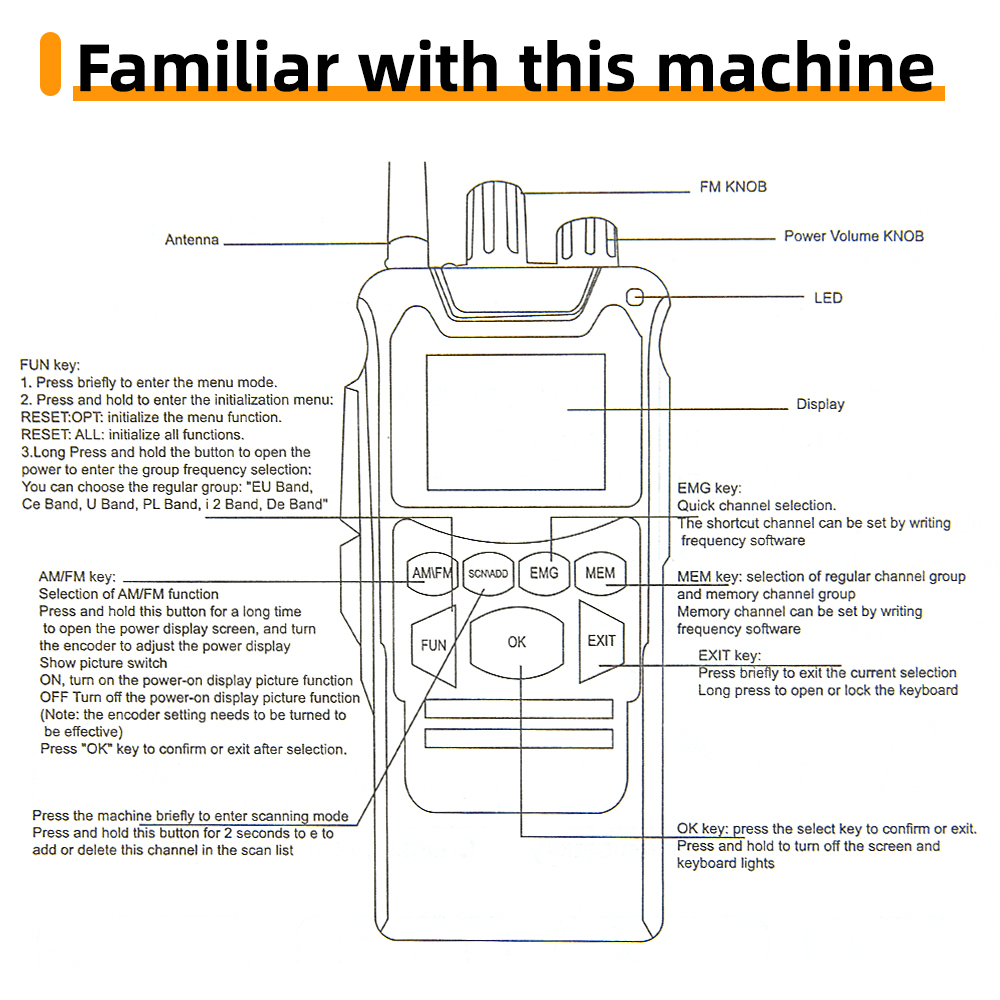 Familiar with this machine
FM KNOB
Antenna
Power Volume KNOB
LED
FUN key:
1. Press briefly to enter the menu mode.
2. Press and hold to enter the initialization menu:
RESET:OPT: initialize the menu function.
RESET: ALL: initialize all functions.
3.Long Press and hold the button to open the
power to enter the group frequency selection:
You can choose the regular group: "EU Band,
Ce Band, U Band, PL Band, i 2 Band, De Band"
Display
EMG key:
Quick channel selection.
The shortcut channel can be set by writing
frequency software
AM\FM
SCN\ADD
EMG
MEM
FUN
OK
EXIT
AM/FM key:
Selection of AM/FM function
Press and hold this button for a long time
to open the power display screen, and turn
the encoder to adjust the power display
Show picture switch
ON, turn on the power-on display picture function
OFF Turn off the power-on display picture function
(Note: the encoder setting needs to be turned to
be effective)
Press "OK" key to confirm or exit after selection.
MEM key: selection of regular channel group
and memory channel group
Memory channel can be set by writing
frequency software
EXIT key:
Press briefly to exit the current selection
Long press to open or lock the keyboard
Press the machine briefly to enter scanning mode
Press and hold this button for 2 seconds to e to
add or delete this channel in the scan list
OK key: press the select key to confirm or exit.
Press and hold to turn off the screen and
keyboard lights